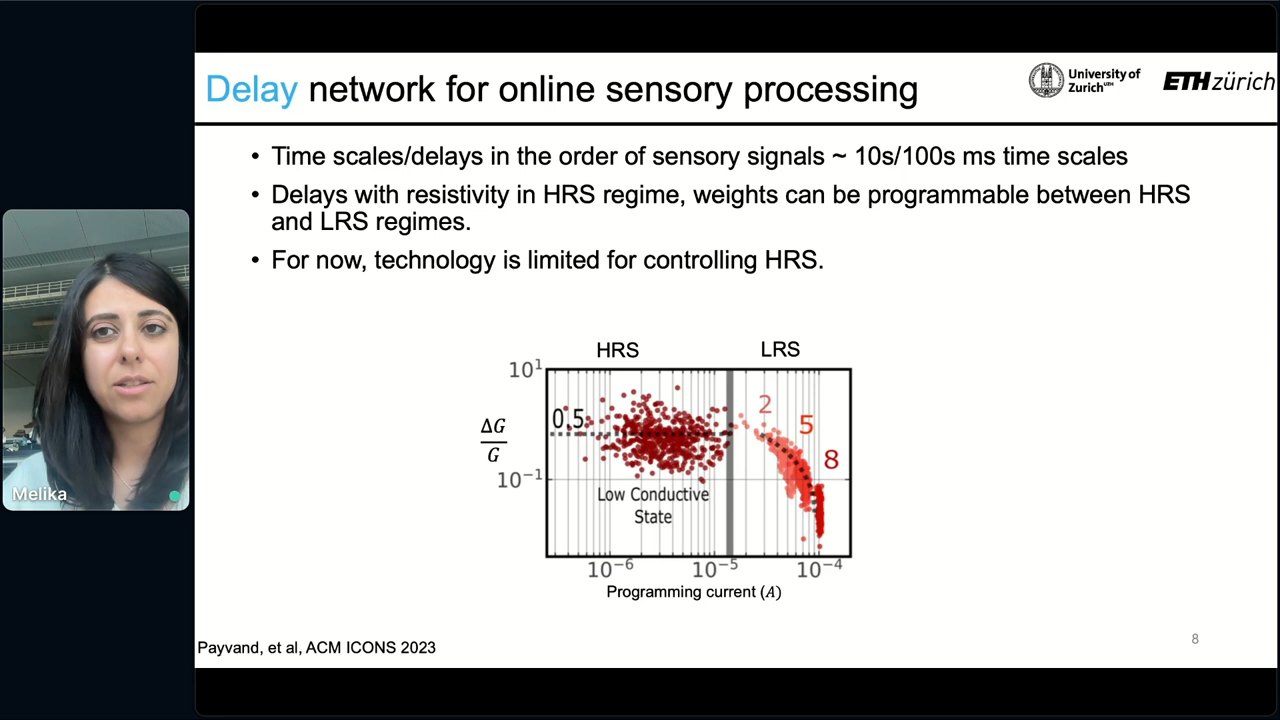 Delay network for online sensory processing
University of
Zurich UZH
ETH zürich
• Time scales/delays in the order of sensory signals ~ 10s/100s ms time scales
• Delays with resistivity in HRS regime, weights can be programmable between HRS
and LRS regimes.
• For now, technology is limited for controlling HRS.
HRS
LRS
10¹
0.5
2
5
8
ΔG
G
10⁻¹
Low Conductive
State
10⁻⁶
10⁻⁵
10⁻⁴
Programming current (A)
Melika
Payvand, et al, ACM ICONS 2023
8